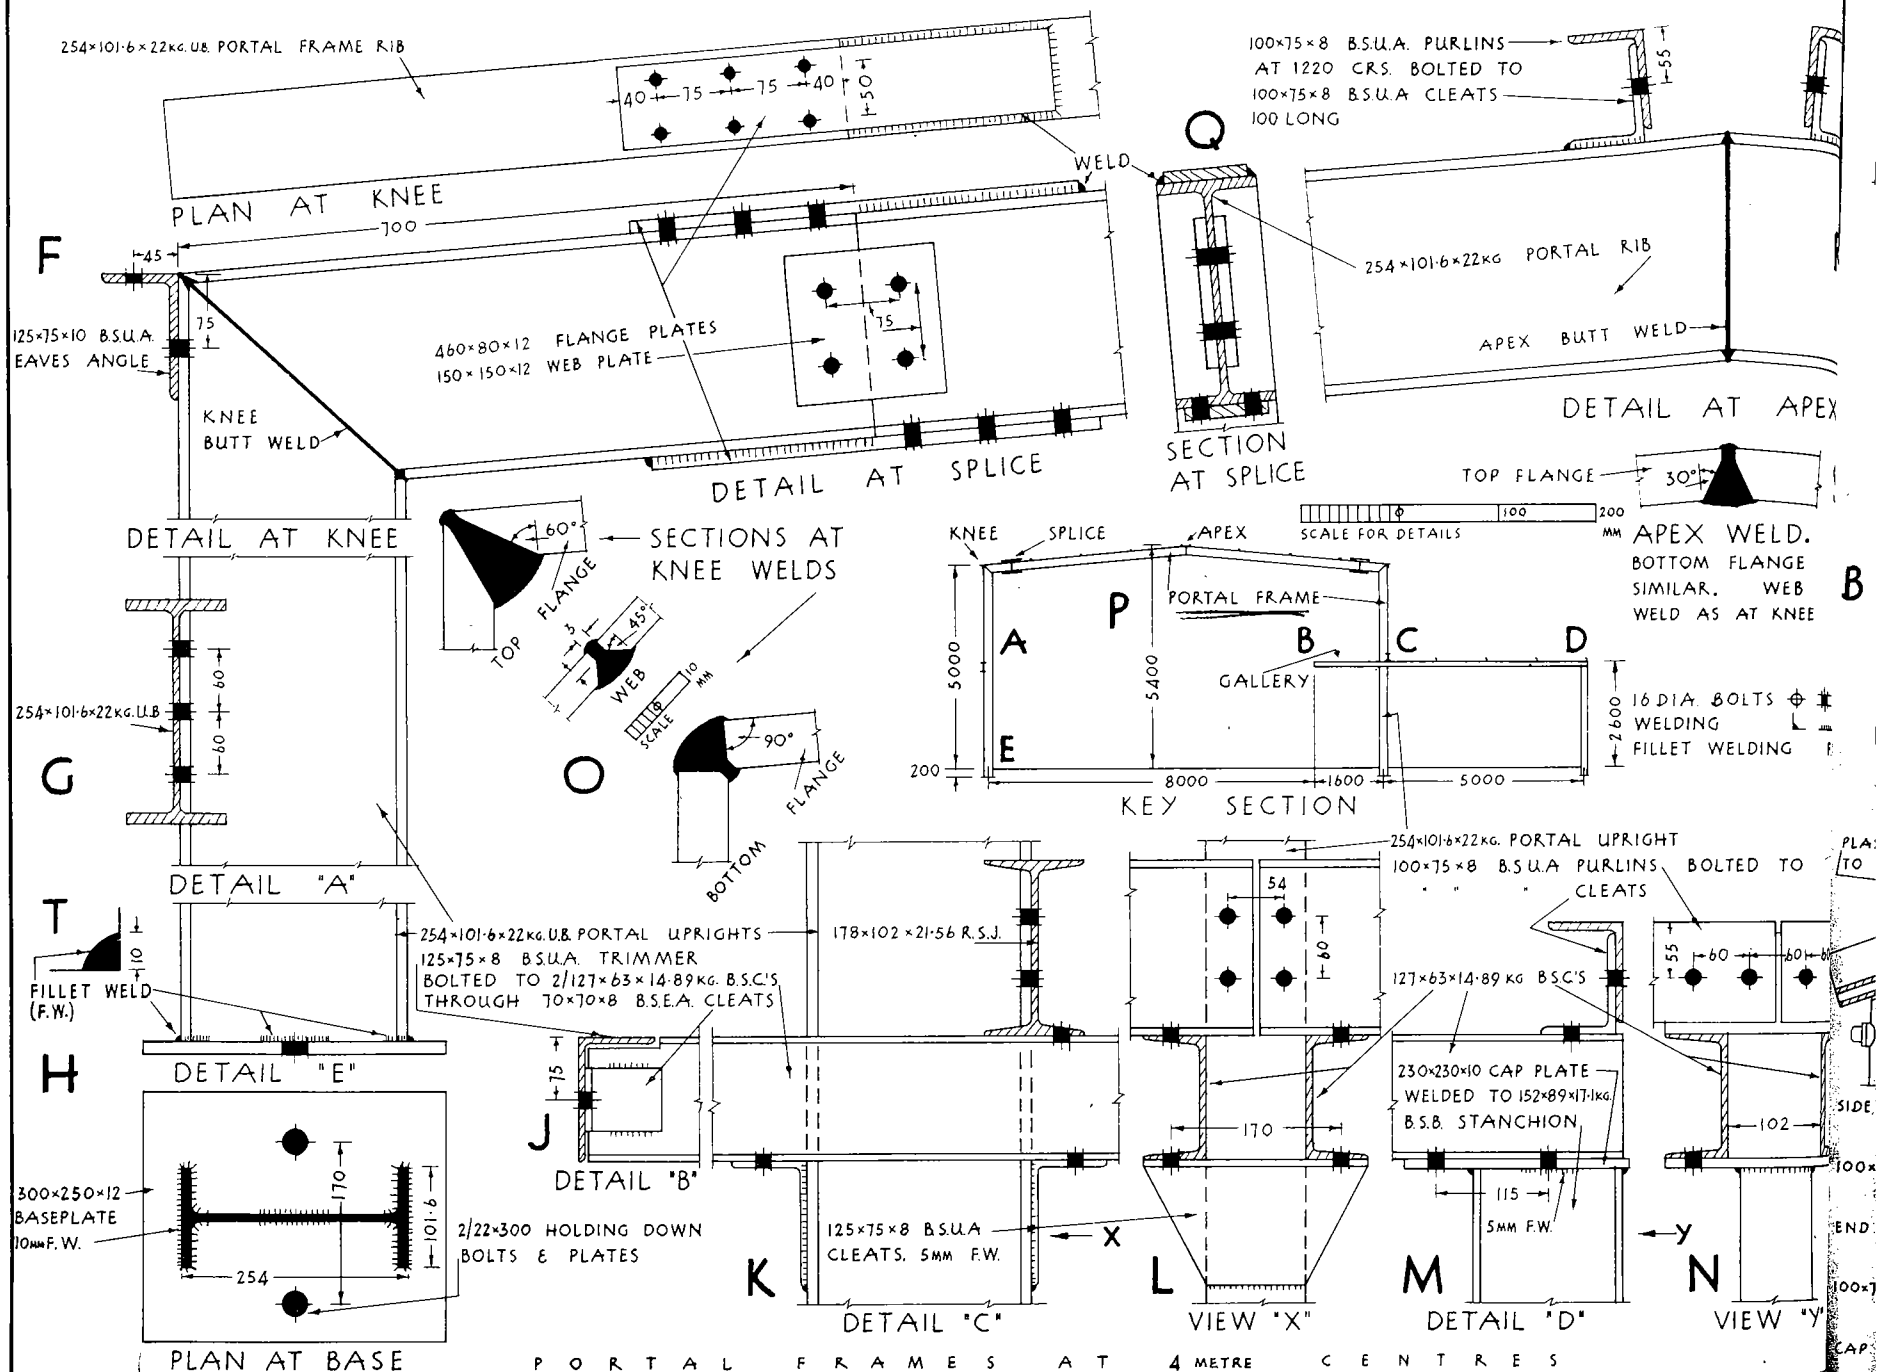 254×101·6×22KG.U.B. PORTAL FRAME RIB
40 75 75 40
50
PLAN AT KNEE
700
F
45
75
125×75×10 B.S.U.A.
EAVES ANGLE
KNEE
BUTT WELD
460×80×12 FLANGE PLATES
150×150×12 WEB PLATE
75
DETAIL AT SPLICE
WELD
Q
SECTION
AT SPLICE
100×75×8 B.S.U.A. PURLINS
AT 1220 CRS. BOLTED TO
100×75×8 B.S.U.A CLEATS
100 LONG
55
254×101·6×22KG PORTAL RIB
APEX BUTT WELD
DETAIL AT APEX
TOP FLANGE
30°
APEX WELD.
BOTTOM FLANGE
SIMILAR. WEB
WELD AS AT KNEE
B
0 100 200
SCALE FOR DETAILS MM
DETAIL AT KNEE
60°
FLANGE
TOP
SECTIONS AT
KNEE WELDS
3
45°
WEB
0 10
MM
SCALE
90°
FLANGE
BOTTOM
O
KNEE SPLICE APEX
P
PORTAL FRAME
A
B C D
5000
5400
GALLERY
2600
E
200
8000 1600 5000
KEY SECTION
16 DIA. BOLTS
WELDING
FILLET WELDING
60
60
254×101·6×22KG.U.B
G
DETAIL "A"
T
10
FILLET WELD
(F.W.)
H
DETAIL "E"
300×250×12
BASEPLATE
10MM F.W.
170
101·6
254
2/22×300 HOLDING DOWN
BOLTS & PLATES
PLAN AT BASE
254×101·6×22KG.U.B. PORTAL UPRIGHTS
125×75×8 B.S.U.A. TRIMMER
BOLTED TO 2/127×63×14·89KG. B.S.C'S
THROUGH 70×70×8 B.S.E.A. CLEATS
75
J
DETAIL "B"
178×102×21·56 R.S.J.
125×75×8 B.S.U.A
CLEATS. 5MM F.W.
X
K
DETAIL "C"
254×101·6×22KG. PORTAL UPRIGHT
54
60
170
L
VIEW "X"
100×75×8 B.S.U.A PURLINS BOLTED TO
" " " CLEATS
127×63×14·89 KG B.S.C'S
230×230×10 CAP PLATE
WELDED TO 152×89×17·1KG.
B.S.B. STANCHION
115
5MM F.W.
Y
M
DETAIL "D"
55
60 60
102
N
VIEW "Y"
PORTAL FRAMES AT 4 METRE CENTRES
TO
SIDE
END
CAP